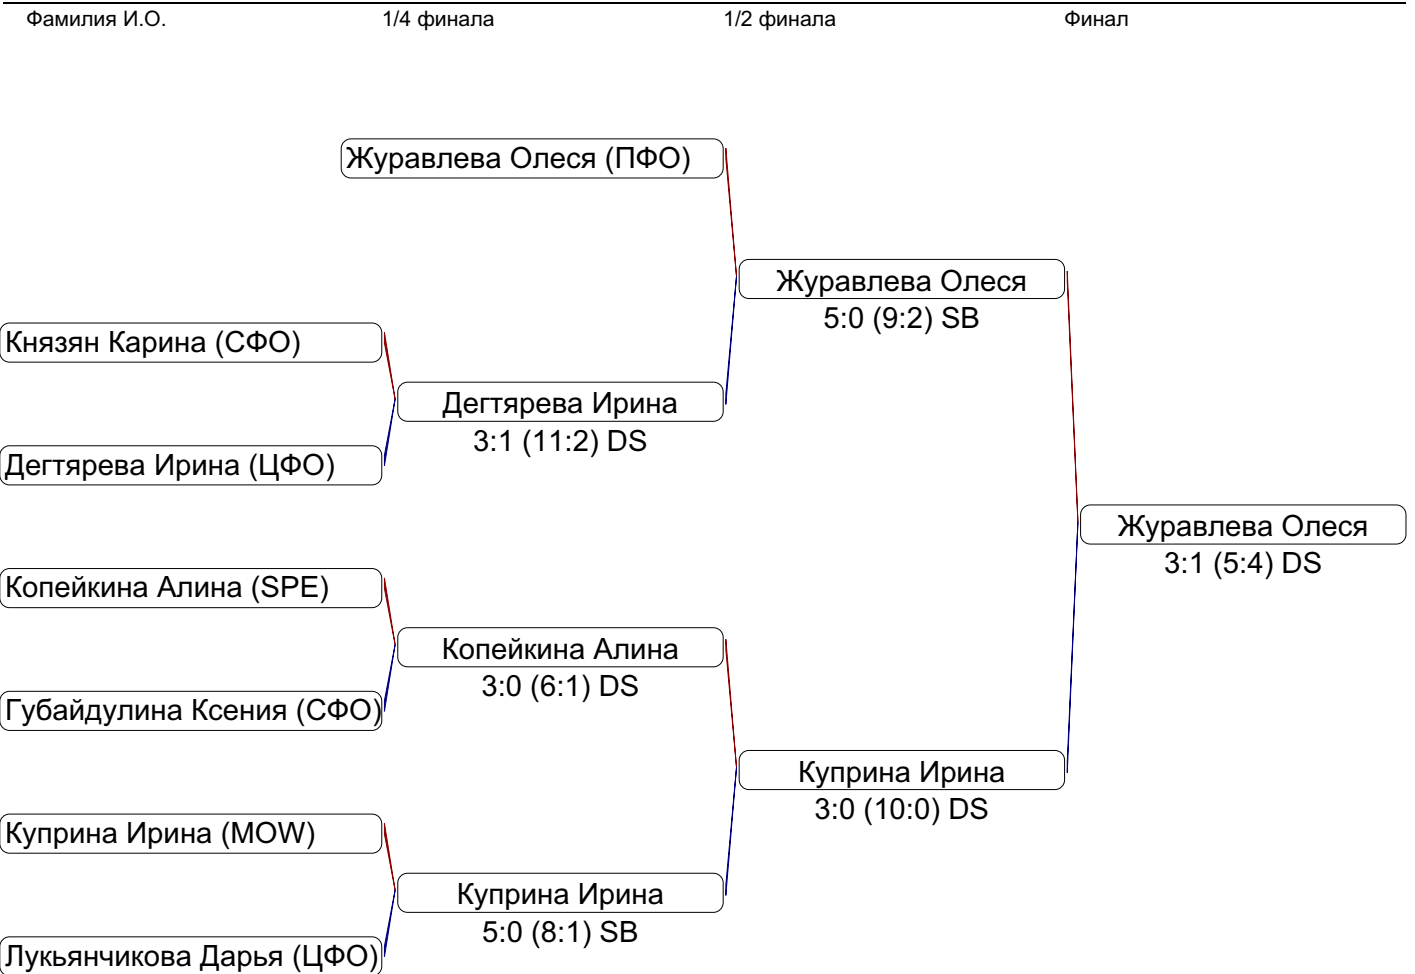 Фамилия И.О. 1/4 финала 1/2 финала Финал
Журавлева Олеся (ПФО)
Журавлева Олеся
5:0 (9:2) SB
Князян Карина (СФО)
Дегтярева Ирина
3:1 (11:2) DS
Дегтярева Ирина (ЦФО)
Журавлева Олеся
3:1 (5:4) DS
Копейкина Алина (SPE)
Копейкина Алина
3:0 (6:1) DS
Губайдулина Ксения (СФО)
Куприна Ирина
3:0 (10:0) DS
Куприна Ирина (MOW)
Куприна Ирина
5:0 (8:1) SB
Лукьянчикова Дарья (ЦФО)